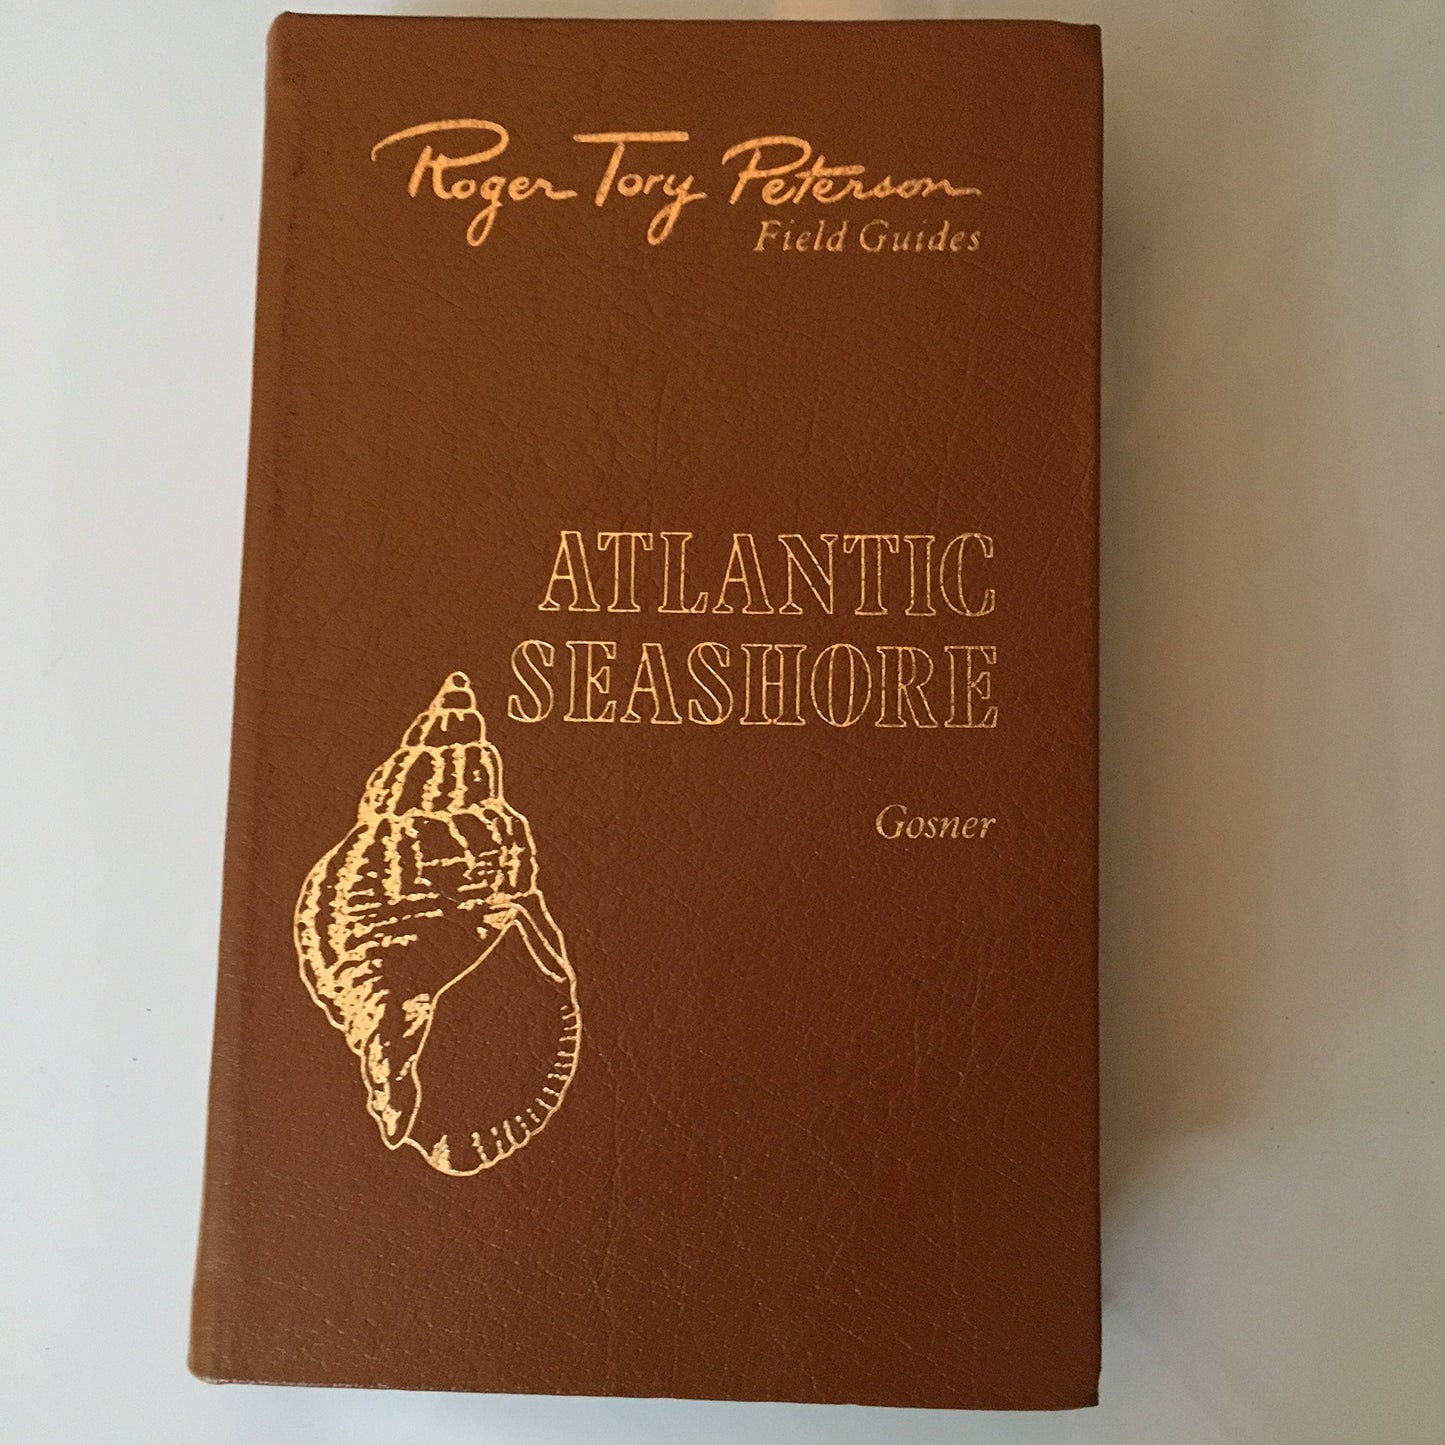 Roger Tory Peterson
Field Guides
ATLANTIC
SEASHORE
Gosner